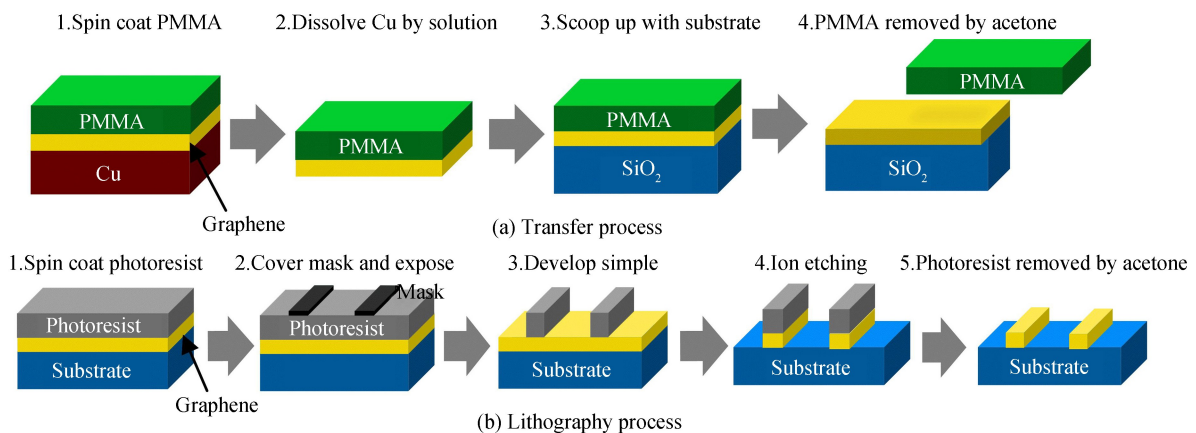 1.Spin coat PMMA
2.Dissolve Cu by solution
3.Scoop up with substrate
4.PMMA removed by acetone
PMMA
Cu
Graphene
PMMA
PMMA
SiO₂
PMMA
SiO₂
(a) Transfer process
1.Spin coat photoresist
2.Cover mask and expose
3.Develop simple
4.Ion etching
5.Photoresist removed by acetone
Photoresist
Substrate
Graphene
Mask
Photoresist
Substrate
Substrate
Substrate
(b) Lithography process